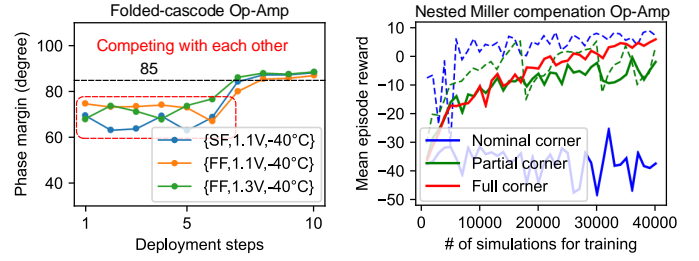 Folded-cascode Op-Amp
Phase margin (degree)
100
80
60
40
Competing with each other
85
{SF,1.1V,-40°C}
{FF,1.1V,-40°C}
{FF,1.3V,-40°C}
1
5
10
Deployment steps
Nested Miller compenation Op-Amp
Mean episode reward
10
0
−10
−20
−30
−40
−50
Nominal corner
Partial corner
Full corner
0
10000
20000
30000
40000
# of simulations for training